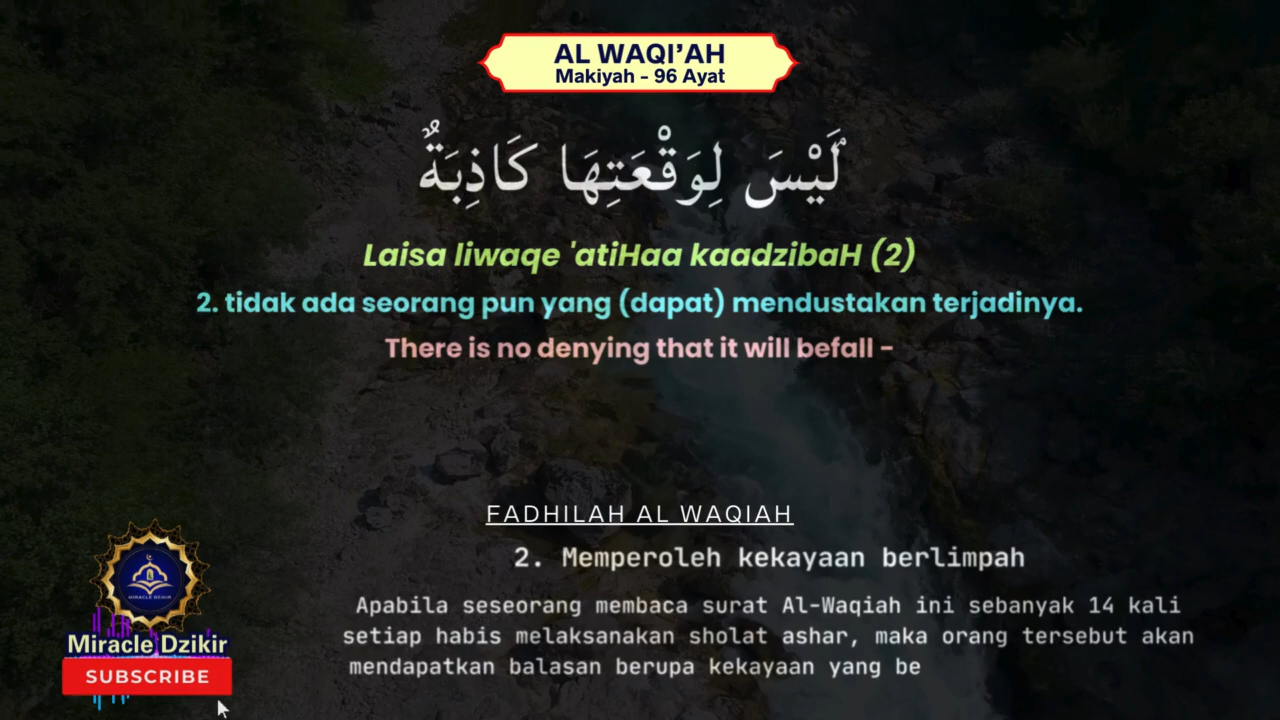 AL WAQI’AH
Makiyah - 96 Ayat
لَيْسَ لِوَقْعَتِهَا كَاذِبَةٌ ۘ
Laisa liwaqe 'atiHaa kaadzibaH (2)
2. tidak ada seorang pun yang (dapat) mendustakan terjadinya.
There is no denying that it will befall -
FADHILAH AL WAQIAH
2. Memperoleh kekayaan berlimpah
Apabila seseorang membaca surat Al-Waqiah ini sebanyak 14 kali
setiap habis melaksanakan sholat ashar, maka orang tersebut akan
mendapatkan balasan berupa kekayaan yang be
MIRACLE DZIKIR
Miracle Dzikir
SUBSCRIBE